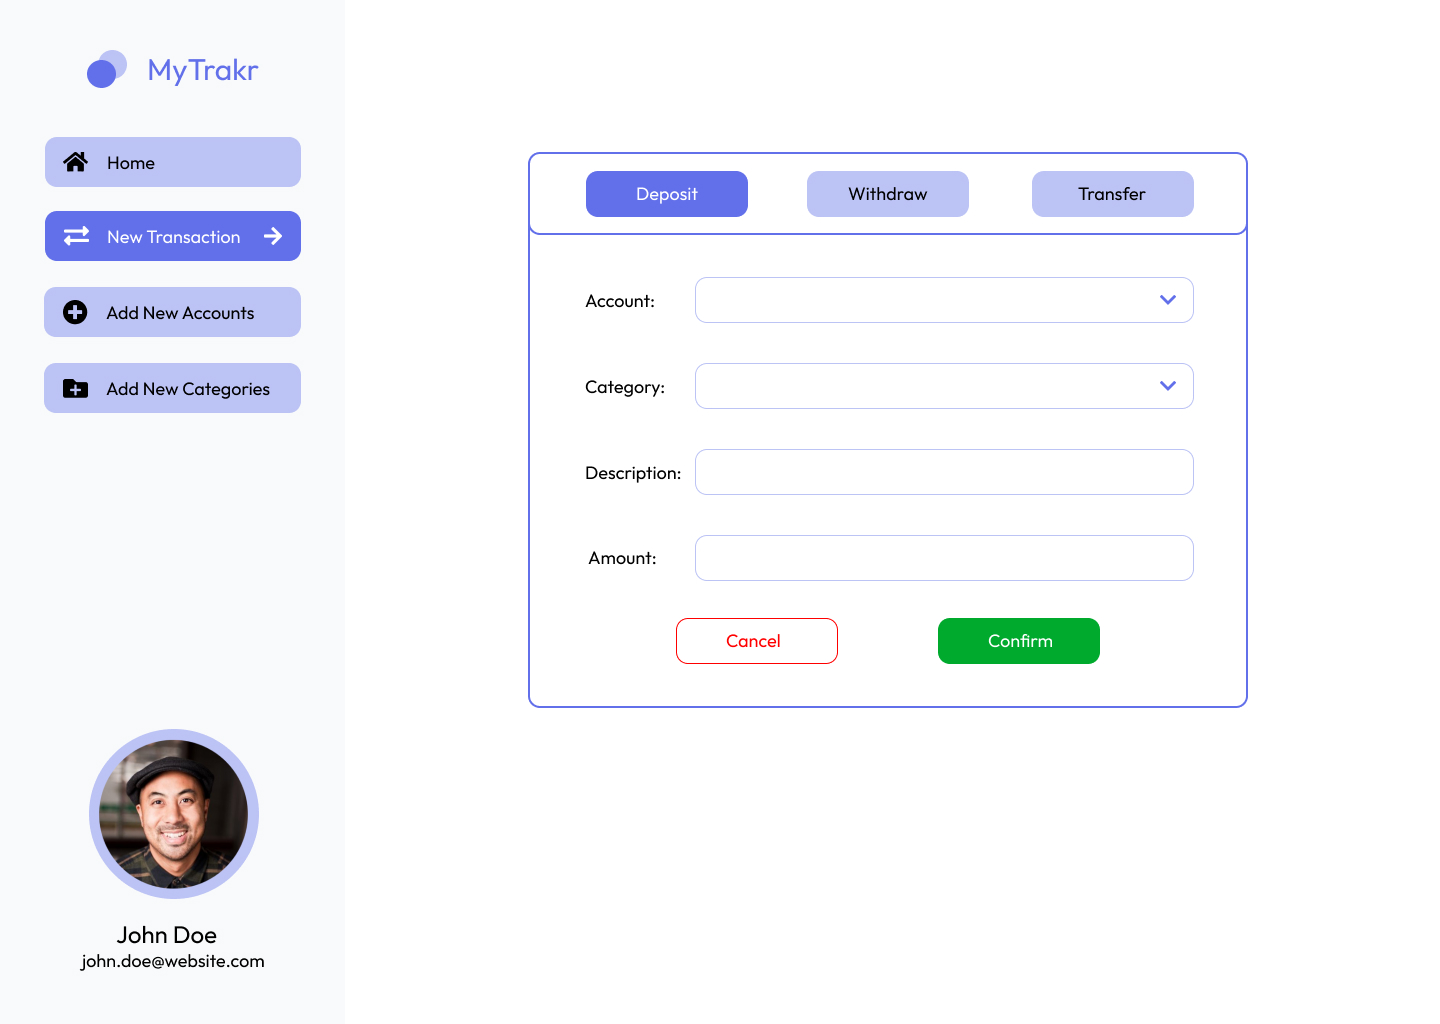 MyTrakr
Home
New Transaction
Add New Accounts
Add New Categories
John Doe
john.doe@website.com
Deposit
Withdraw
Transfer
Account:
Category:
Description:
Amount:
Cancel
Confirm